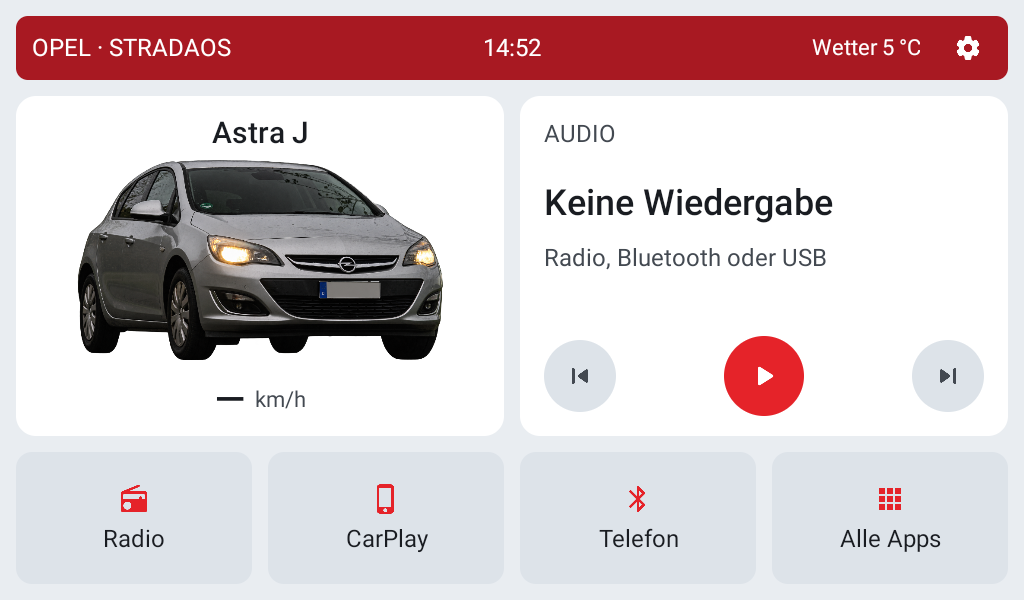 OPEL · STRADAOS
14:52
Wetter 5 °C
Astra J
— km/h
AUDIO
Keine Wiedergabe
Radio, Bluetooth oder USB
Radio
CarPlay
Telefon
Alle Apps